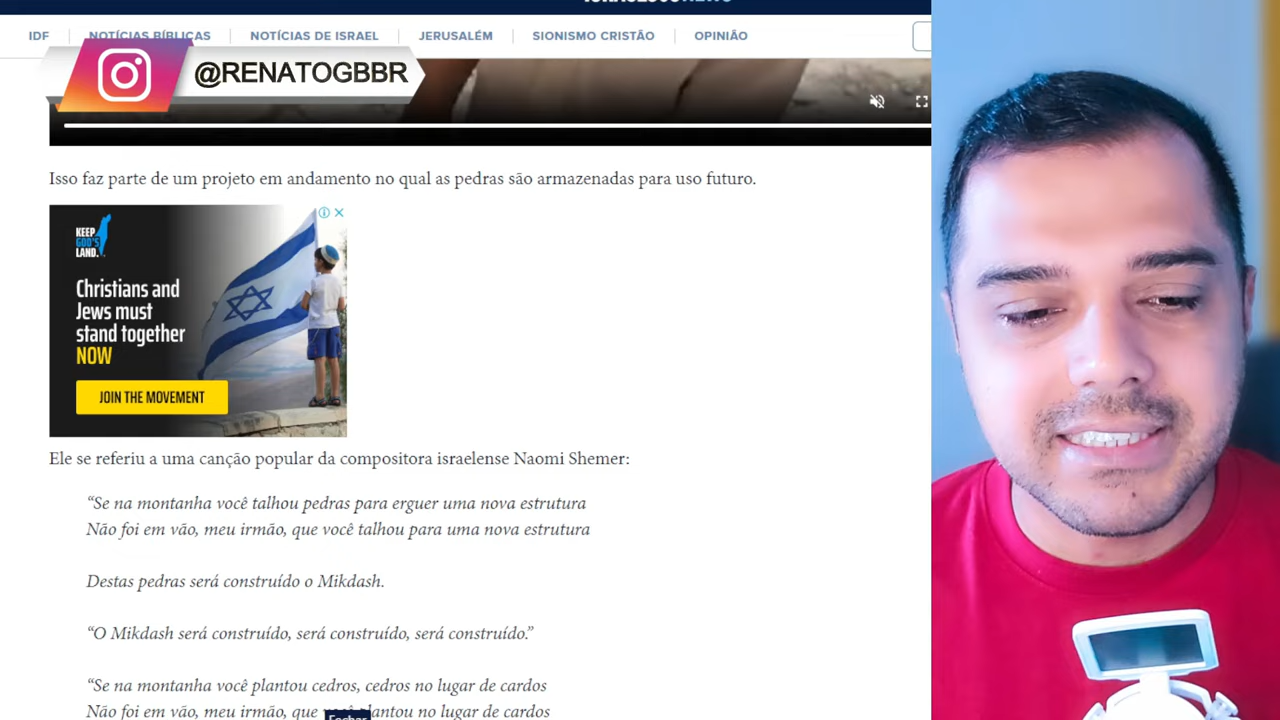 IDF
NOTÍCIAS BÍBLICAS
NOTÍCIAS DE ISRAEL
JERUSALÉM
SIONISMO CRISTÃO
OPINIÃO
@RENATOGBBR
Isso faz parte de um projeto em andamento no qual as pedras são armazenadas para uso futuro.
KEEP
GOD'S
LAND.
Christians and
Jews must
stand together
NOW
JOIN THE MOVEMENT
Ele se referiu a uma canção popular da compositora israelense Naomi Shemer:
“Se na montanha você talhou pedras para erguer uma nova estrutura
Não foi em vão, meu irmão, que você talhou para uma nova estrutura
Destas pedras será construído o Mikdash.
“O Mikdash será construído, será construído, será construído.”
“Se na montanha você plantou cedros, cedros no lugar de cardos
Não foi em vão, meu irmão, que você plantou no lugar de cardos
Fechar